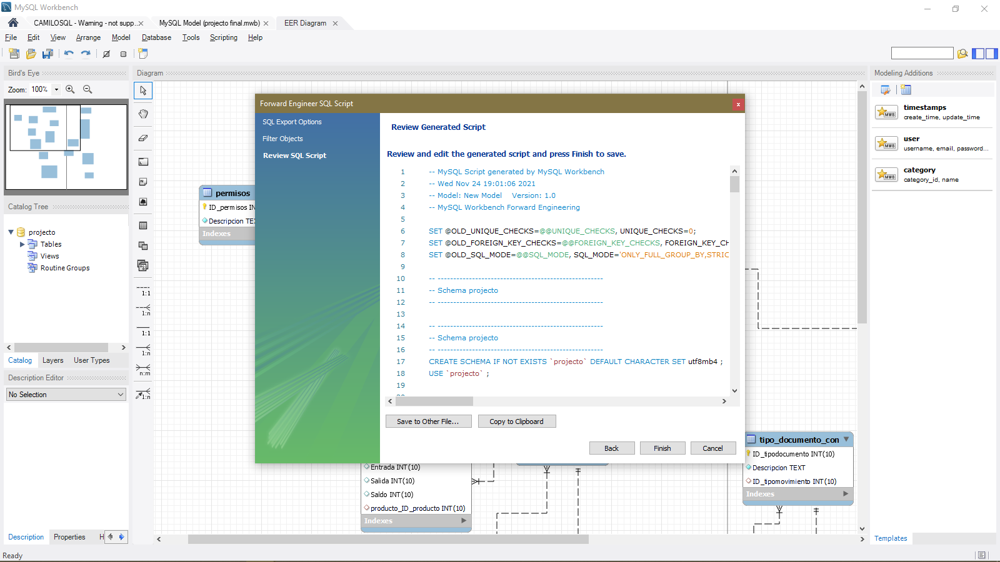 MySQL Workbench
CAMILOSQL - Warning - not supp...
MySQL Model (projecto final.mwb)
EER Diagram
File Edit View Arrange Model Database Tools Scripting Help
Bird's Eye
Zoom: 100%
Catalog Tree
projecto
Tables
Views
Routine Groups
Catalog Layers User Types
Description Editor
No Selection
Description Properties H
Ready
Diagram
1:1
1:n
1:1
1:n
n:m
1:n
permisos
ID_permisos IN
Descripcion TEX
Indexes
Forward Engineer SQL Script
SQL Export Options
Filter Objects
Review SQL Script
Review Generated Script
Review and edit the generated script and press Finish to save.
1 -- MySQL Script generated by MySQL Workbench
2 -- Wed Nov 24 19:01:06 2021
3 -- Model: New Model    Version: 1.0
4 -- MySQL Workbench Forward Engineering
5
6 SET @OLD_UNIQUE_CHECKS=@@UNIQUE_CHECKS, UNIQUE_CHECKS=0;
7 SET @OLD_FOREIGN_KEY_CHECKS=@@FOREIGN_KEY_CHECKS, FOREIGN_KEY_CH
8 SET @OLD_SQL_MODE=@@SQL_MODE, SQL_MODE='ONLY_FULL_GROUP_BY,STRIC
9
10 -- -----------------------------------------------------
11 -- Schema projecto
12 -- -----------------------------------------------------
13
14 -- -----------------------------------------------------
15 -- Schema projecto
16 -- -----------------------------------------------------
17 CREATE SCHEMA IF NOT EXISTS `projecto` DEFAULT CHARACTER SET utf8mb4 ;
18 USE `projecto` ;
19
Save to Other File...
Copy to Clipboard
Back
Finish
Cancel
Entrada INT(10)
Salida INT(10)
Saldo INT(10)
producto_ID_producto INT(10)
Indexes
tipo_documento_con
ID_tipodocumento INT(10)
Descripcion TEXT
ID_tipomovimiento INT(10)
Indexes
Modeling Additions
MWB
timestamps
create_time, update_time
MWB
user
username, email, password...
MWB
category
category_id, name
Templates